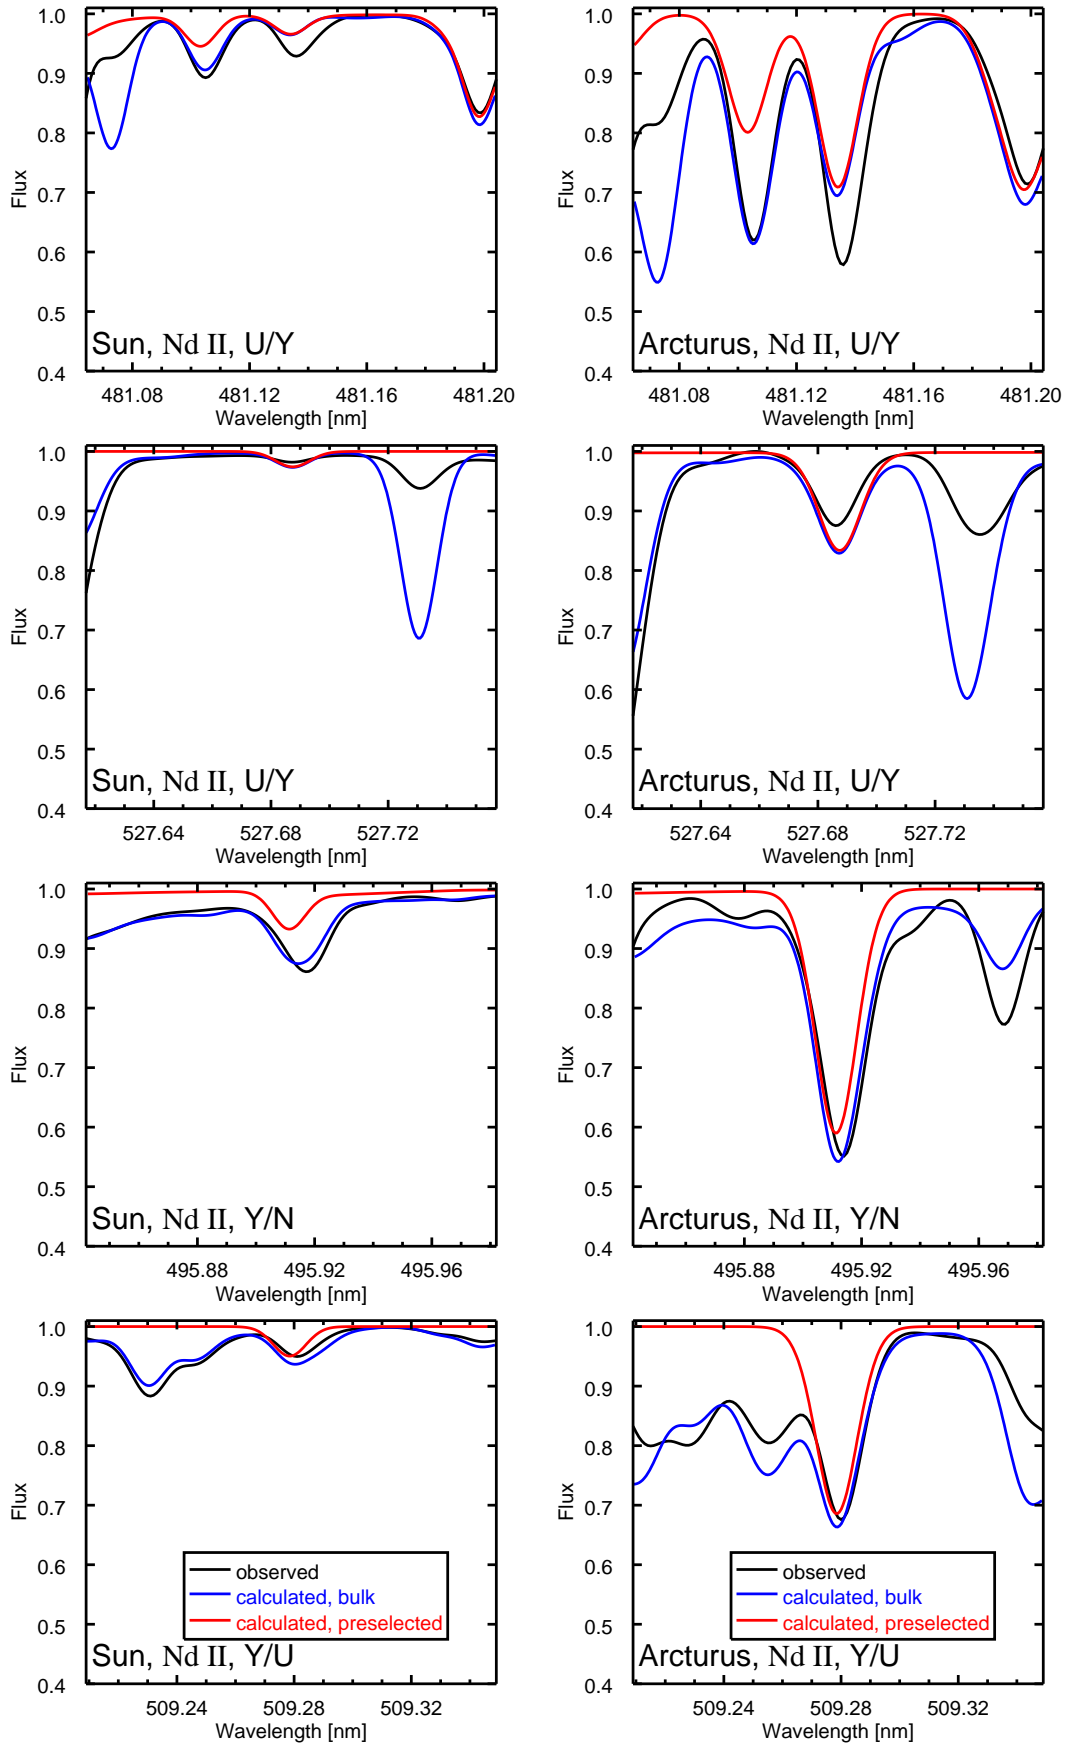 1.0
0.9
0.8
0.7
0.6
0.5
0.4
Flux
Sun, Nd II, U/Y
481.08 481.12 481.16 481.20
Wavelength [nm]
1.0
0.9
0.8
0.7
0.6
0.5
0.4
Flux
Arcturus, Nd II, U/Y
481.08 481.12 481.16 481.20
Wavelength [nm]
1.0
0.9
0.8
0.7
0.6
0.5
0.4
Flux
Sun, Nd II, U/Y
527.64 527.68 527.72
Wavelength [nm]
1.0
0.9
0.8
0.7
0.6
0.5
0.4
Flux
Arcturus, Nd II, U/Y
527.64 527.68 527.72
Wavelength [nm]
1.0
0.9
0.8
0.7
0.6
0.5
0.4
Flux
Sun, Nd II, Y/N
495.88 495.92 495.96
Wavelength [nm]
1.0
0.9
0.8
0.7
0.6
0.5
0.4
Flux
Arcturus, Nd II, Y/N
495.88 495.92 495.96
Wavelength [nm]
1.0
0.9
0.8
0.7
0.6
0.5
0.4
Flux
observed
calculated, bulk
calculated, preselected
Sun, Nd II, Y/U
509.24 509.28 509.32
Wavelength [nm]
1.0
0.9
0.8
0.7
0.6
0.5
0.4
Flux
observed
calculated, bulk
calculated, preselected
Arcturus, Nd II, Y/U
509.24 509.28 509.32
Wavelength [nm]